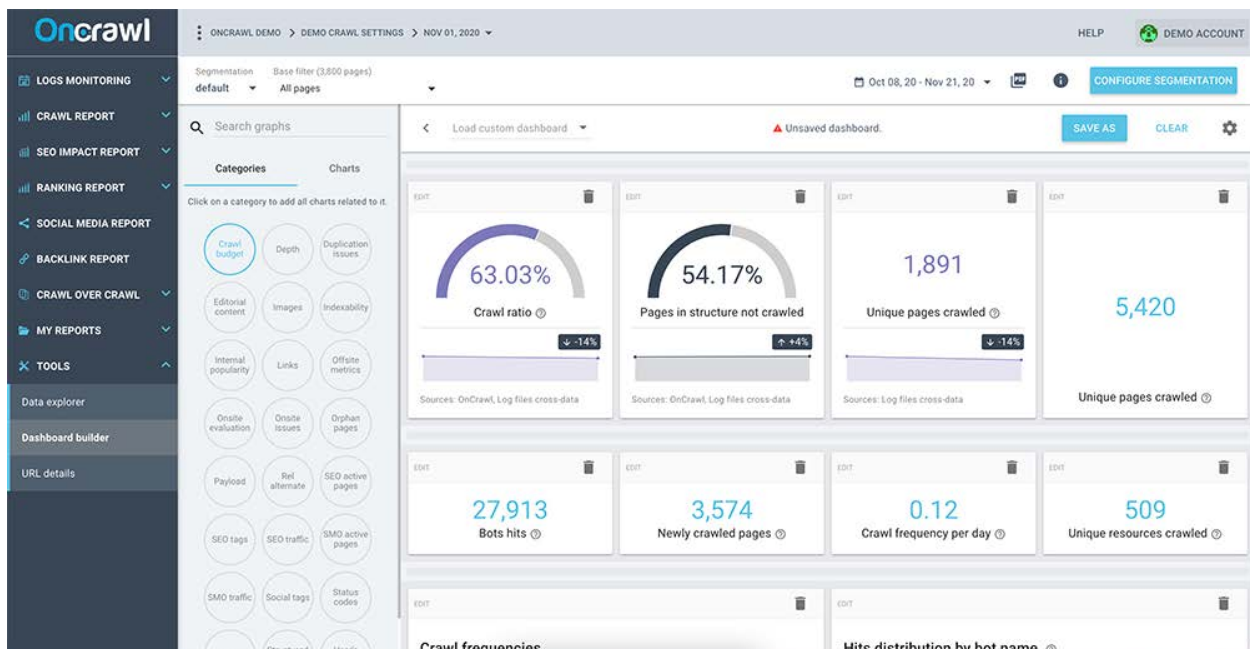 Oncrawl
ONCRAWL DEMO > DEMO CRAWL SETTINGS > NOV 01, 2020
HELP
DEMO ACCOUNT
LOGS MONITORING
CRAWL REPORT
SEO IMPACT REPORT
RANKING REPORT
SOCIAL MEDIA REPORT
BACKLINK REPORT
CRAWL OVER CRAWL
MY REPORTS
TOOLS
Data explorer
Dashboard builder
URL details
Segmentation
default
Base filter (3,800 pages)
All pages
Oct 08, 20 - Nov 21, 20
PDF
CONFIGURE SEGMENTATION
Search graphs
Categories
Charts
Click on a category to add all charts related to it.
Crawl
budget
Depth
Duplication
issues
Editorial
content
Images
Indexability
Internal
popularity
Links
Offsite
metrics
Onsite
evaluation
Onsite
issues
Orphan
pages
Payload
Rel
alternate
SEO active
pages
SEO tags
SEO traffic
SMO active
pages
SMO traffic
Social tags
Status
codes
Load custom dashboard
Unsaved dashboard.
SAVE AS
CLEAR
EDIT
63.03%
Crawl ratio
-14%
Sources: OnCrawl, Log files cross-data
EDIT
54.17%
Pages in structure not crawled
+4%
Sources: OnCrawl, Log files cross-data
EDIT
1,891
Unique pages crawled
-14%
Sources: Log files cross-data
EDIT
5,420
Unique pages crawled
EDIT
27,913
Bots hits
EDIT
3,574
Newly crawled pages
EDIT
0.12
Crawl frequency per day
EDIT
509
Unique resources crawled
EDIT
Crawl frequencies
EDIT
Hits distribution by bot name